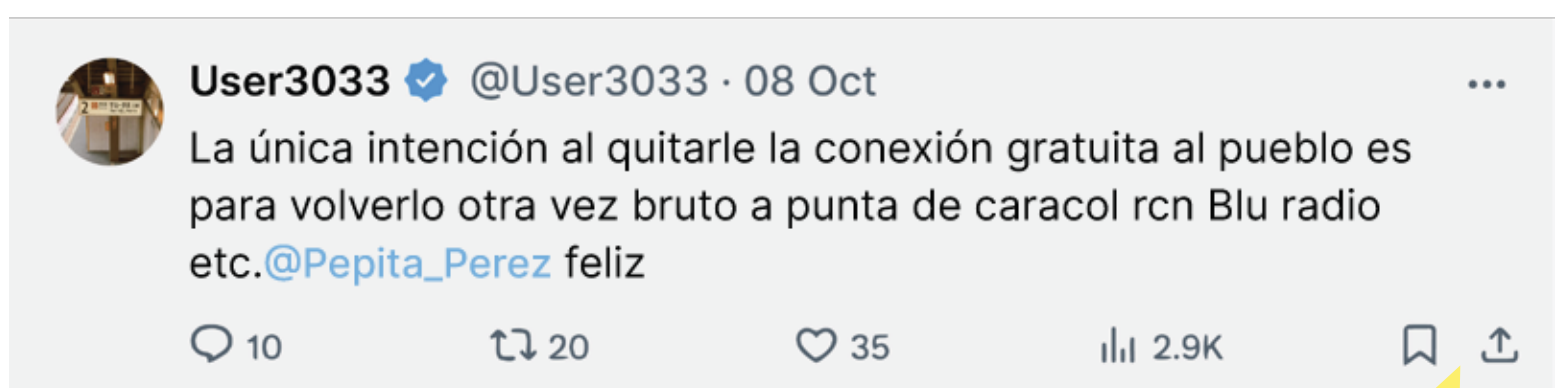 User3033 @User3033 · 08 Oct
La única intención al quitarle la conexión gratuita al pueblo es
para volverlo otra vez bruto a punta de caracol rcn Blu radio
etc.@Pepita_Perez feliz
10 20 35 2.9K